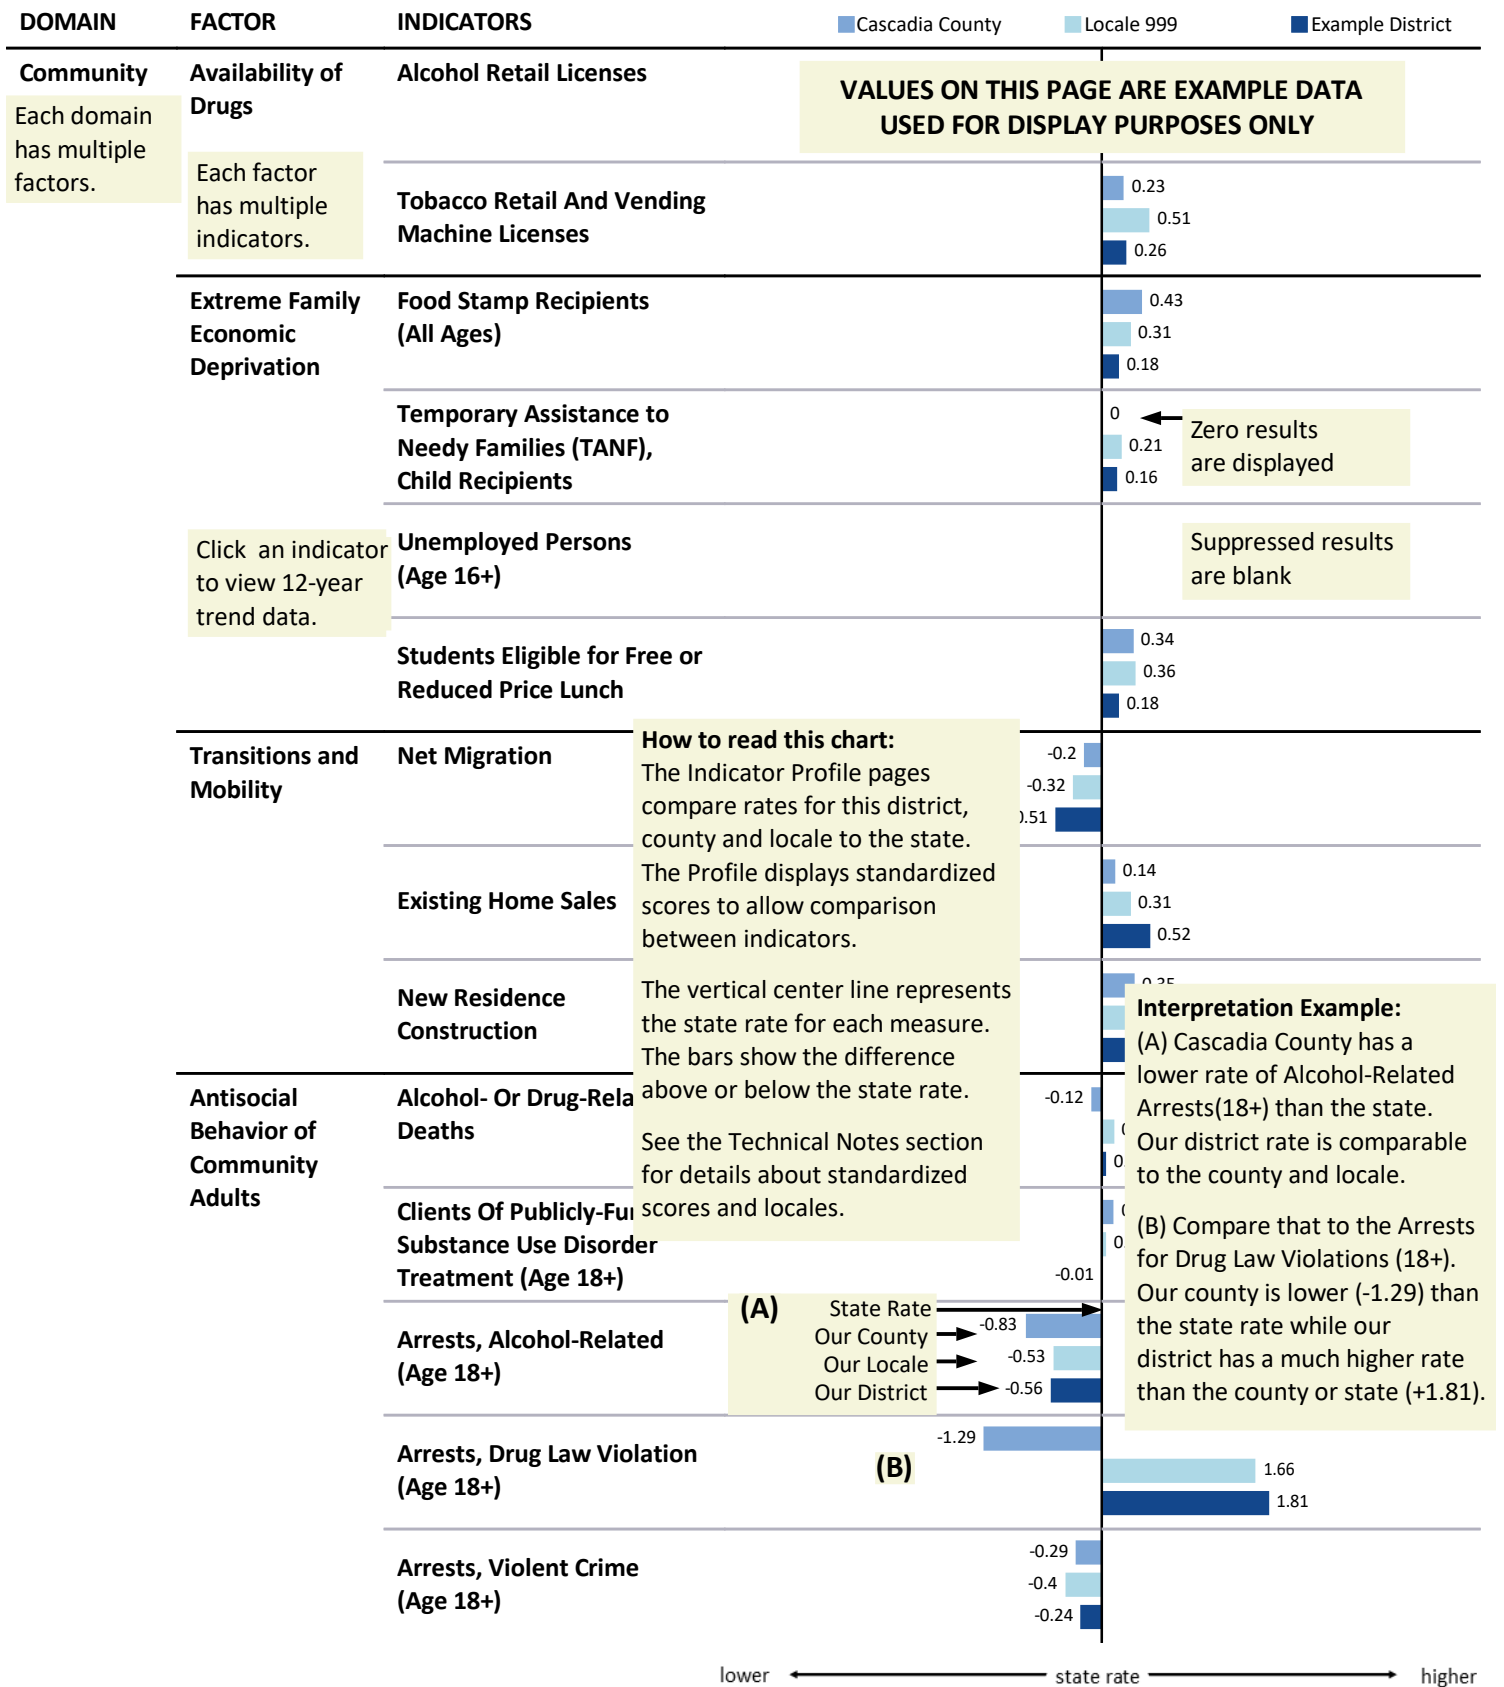 DOMAIN FACTOR INDICATORS Cascadia County Locale 999 Example District
Community
Each domain
has multiple
factors.
Availability of
Drugs
Each factor
has multiple
indicators.
Alcohol Retail Licenses
VALUES ON THIS PAGE ARE EXAMPLE DATA
USED FOR DISPLAY PURPOSES ONLY
Tobacco Retail And Vending
Machine Licenses
0.23
0.51
0.26
Extreme Family
Economic
Deprivation
Food Stamp Recipients
(All Ages)
0.43
0.31
0.18
Temporary Assistance to
Needy Families (TANF),
Child Recipients
0
0.21
0.16
Zero results
are displayed
Click an indicator
to view 12-year
trend data.
Unemployed Persons
(Age 16+)
Suppressed results
are blank
Students Eligible for Free or
Reduced Price Lunch
0.34
0.36
0.18
Transitions and
Mobility
Net Migration
-0.2
-0.32
.51
How to read this chart:
The Indicator Profile pages
compare rates for this district,
county and locale to the state.
The Profile displays standardized
scores to allow comparison
between indicators.
The vertical center line represents
the state rate for each measure.
The bars show the difference
above or below the state rate.
See the Technical Notes section
for details about standardized
scores and locales.
Existing Home Sales
0.14
0.31
0.52
New Residence
Construction
Interpretation Example:
(A) Cascadia County has a
lower rate of Alcohol-Related
Arrests(18+) than the state.
Our district rate is comparable
to the county and locale.
(B) Compare that to the Arrests
for Drug Law Violations (18+).
Our county is lower (-1.29) than
the state rate while our
district has a much higher rate
than the county or state (+1.81).
Antisocial
Behavior of
Community
Adults
Alcohol- Or Drug-Rela
Deaths
-0.12
0.
Clients Of Publicly-Fu
Substance Use Disorder
Treatment (Age 18+)
0.
-0.01
Arrests, Alcohol-Related
(Age 18+)
(A) State Rate
Our County -0.83
Our Locale -0.53
Our District -0.56
Arrests, Drug Law Violation
(Age 18+)
(B)
-1.29
1.66
1.81
Arrests, Violent Crime
(Age 18+)
-0.29
-0.4
-0.24
lower state rate higher